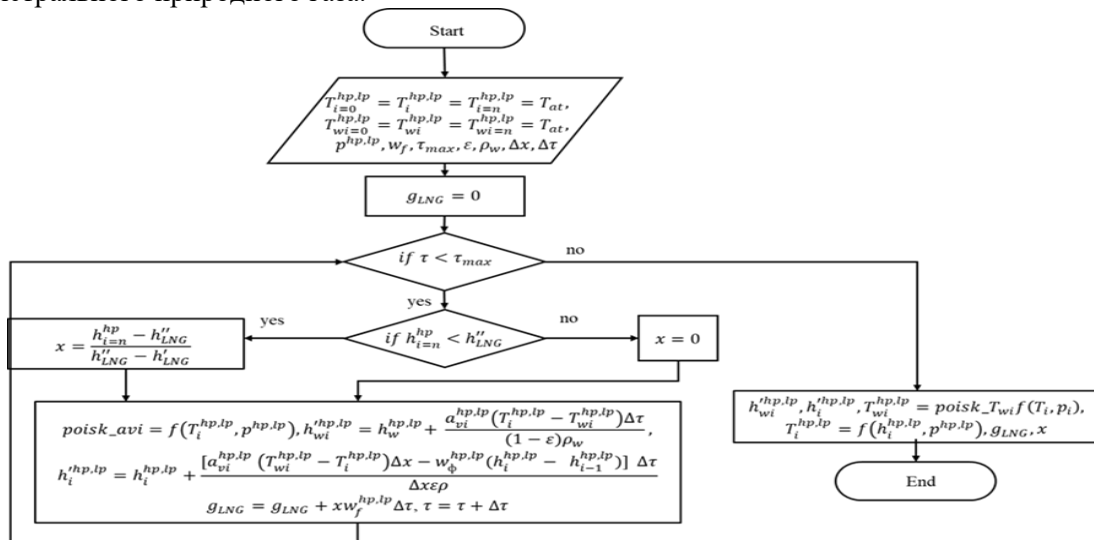 природного газа.
Start
T_{i=0}^{hp,lp} = T_i^{hp,lp} = T_{i=n}^{hp,lp} = T_{at},
T_{wi=0}^{hp,lp} = T_{wi}^{hp,lp} = T_{wi=n}^{hp,lp} = T_{at},
p^{hp,lp}, w_f, τ_{max}, ε, ρ_w, Δx, Δτ
g_{LNG} = 0
if τ < τ_{max}
no
yes
if h_{i=n}^{hp} < h''_{LNG}
yes
no
x = \frac{h_{i=n}^{hp} − h''_{LNG}}{h''_{LNG} − h'_{LNG}}
x = 0
poisk_avi = f(T_i^{hp,lp}, p^{hp,lp}), h'_{wi}^{hp,lp} = h_w^{hp,lp} + \frac{a_{vi}^{hp,lp}(T_i^{hp,lp} − T_{wi}^{hp,lp})Δτ}{(1 − ε)ρ_w},
h'_i^{hp,lp} = h_i^{hp,lp} + \frac{[a_{vi}^{hp,lp} (T_{wi}^{hp,lp} − T_i^{hp,lp})Δx − w_ф^{hp,lp}(h_i^{hp,lp} − h_{i−1}^{hp,lp})] Δτ}{Δxερ}
g_{LNG} = g_{LNG} + xw_f^{hp,lp}Δτ, τ = τ + Δτ
h'_{wi}^{hp,lp}, h'_i^{hp,lp}, T_{wi}^{hp,lp} = poisk_T_{wi}f(T_i, p_i),
T_i^{hp,lp} = f(h_i^{hp,lp}, p^{hp,lp}), g_{LNG}, x
End